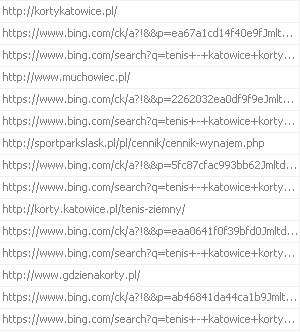 http://kortykatowice.pl/
https://www.bing.com/ck/a?!&&p=ea67a1cd14f40e9fJmlt...
https://www.bing.com/search?q=tenis+-+katowice+korty...
http://www.muchowiec.pl/
https://www.bing.com/ck/a?!&&p=2262032ea0df9f9eJmlt...
https://www.bing.com/search?q=tenis+-+katowice+korty...
http://sportparkslask.pl/pl/cennik/cennik-wynajem.php
https://www.bing.com/ck/a?!&&p=5fc87cfac993bb62Jmltd...
https://www.bing.com/search?q=tenis+-+katowice+korty...
http://korty.katowice.pl/tenis-ziemny/
https://www.bing.com/ck/a?!&&p=eaa0641f0f39bfd0Jmltd...
https://www.bing.com/search?q=tenis+-+katowice+korty...
http://www.gdzienakorty.pl/
https://www.bing.com/ck/a?!&&p=ab46841da44ca1b9Jmlt...
https://www.bing.com/search?q=tenis+-+katowice+korty...